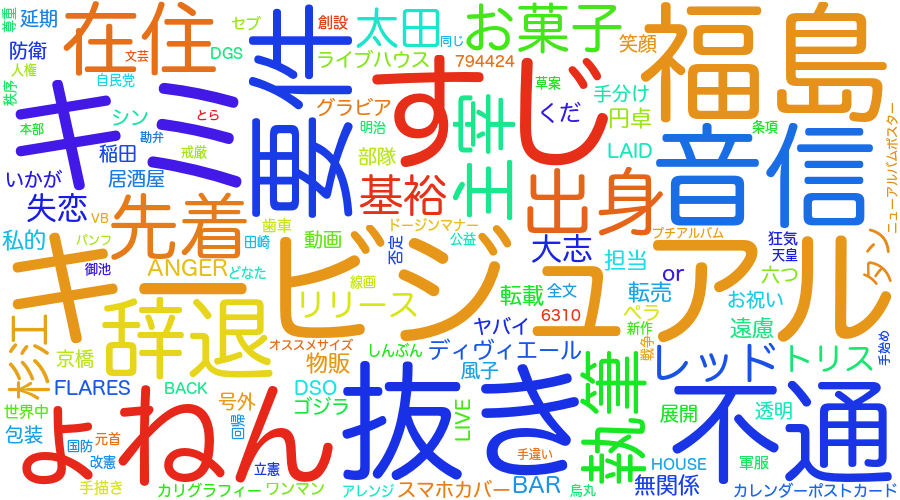 尊重
延期
在住
セブ
創設
太田
同じ
お菓子
笑顔
福島
防衛
文芸
DGS
要件
ライブハウス
794424
人権
自民党
秩序
キミ
シン
とら
グラビア
すじ
草案
手分け
くだ
円卓
条項
本部
勘弁
明治
主宰
稲田
戒厳
部隊
LAID
音信
ニューアルバムポスター
いかが
居酒屋
基裕
出身
失恋
先着
VB
歯車
ドージンマナー
プチアルバム
私的
パンフ
田崎
動画
否定
公益
大志
狂気
天皇
タン
キービジュアル
御池
ANGER
どなた
線画
担当
or
六つ
辞退
リリース
転載
全文
転売
お祝い
杉江
ペラ
6310
ヤバイ
新作
遠慮
京橋
オススメサイズ
物販
しんぶん
ディヴィエール
戦争
手始め
風子
レッド
トリス
FLARES
BACK
DSO
抜き
執筆
不通
世界中
号外
ゴジラ
LIVE
展開
透明
包装
よねん
回顧
国防
元首
改憲
立憲
手違い
HOUSE
軍服
手描き
カリグラフィー
ワンマン
アレンジ
スマホカバー
BAR
烏丸
無関係
カレンダーポストカード